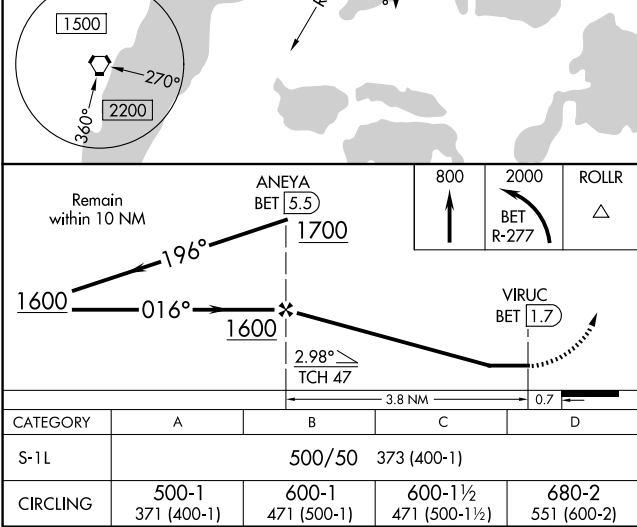 1500
R
°
270°
2200
360°
Remain
within 10 NM
ANEYA
BET 5.5
1700
196°
1600
016°
1600
2.98°
TCH 47
800
2000
BET
R-277
ROLLR
VIRUC
BET 1.7
3.8 NM
0.7
CATEGORY A B C D
S-1L 500/50 373 (400-1)
CIRCLING 500-1 600-1 600-1½ 680-2
371 (400-1) 471 (500-1) 471 (500-1½) 551 (600-2)